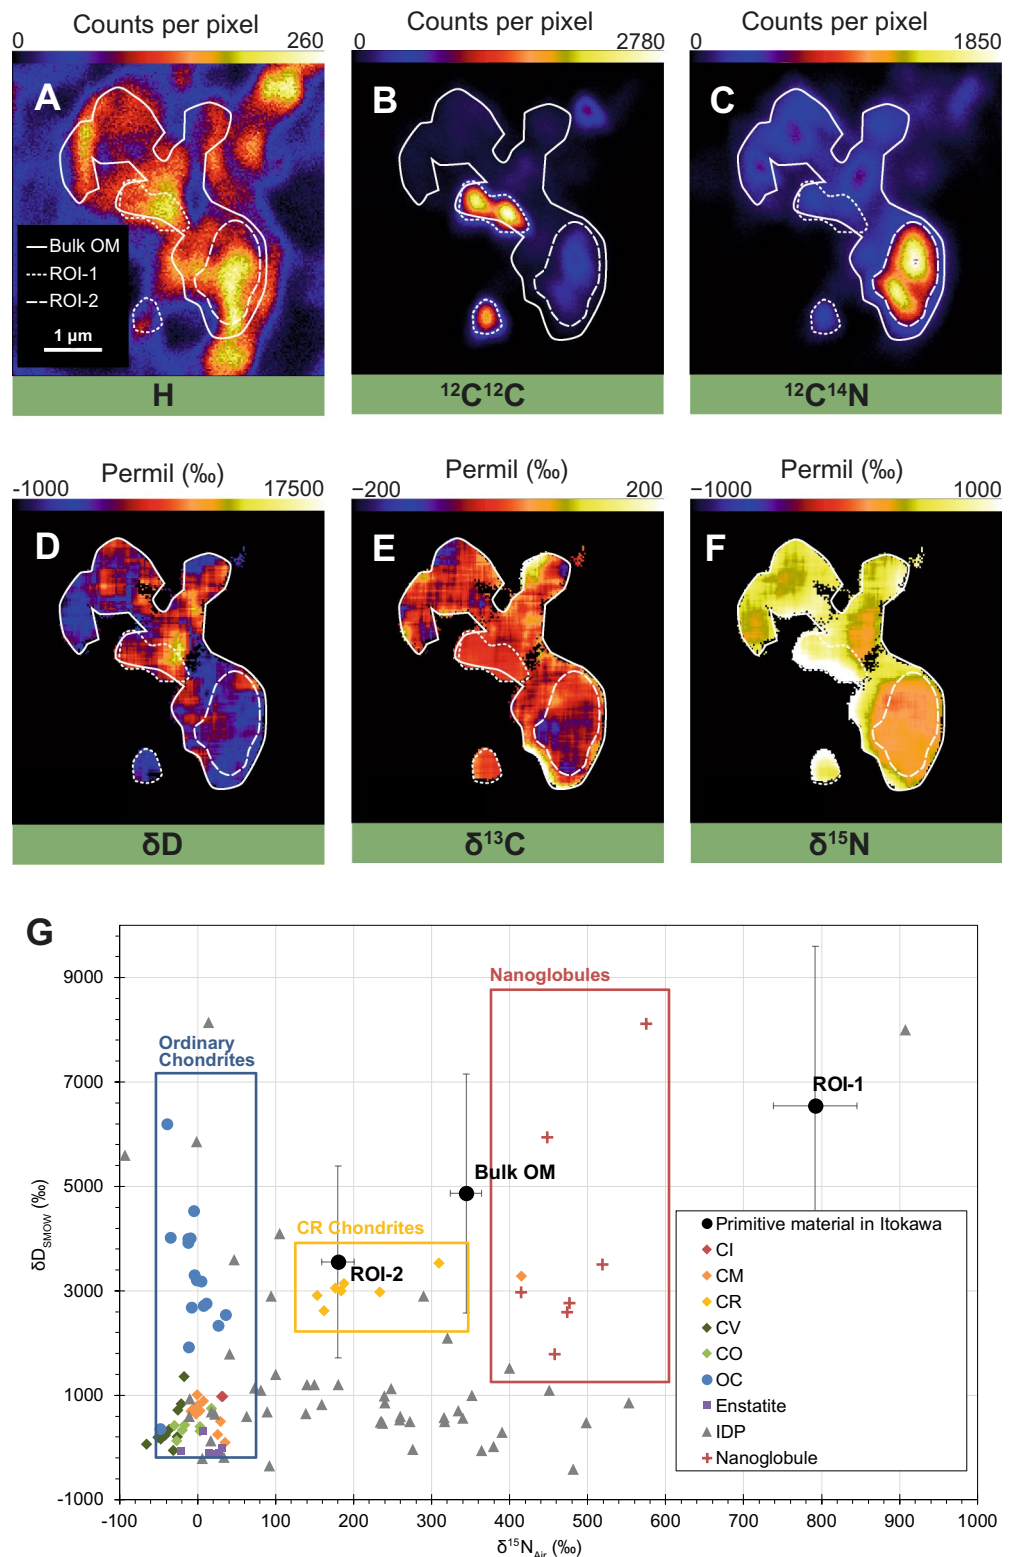 Counts per pixel Counts per pixel Counts per pixel
0 260 0 2780 0 1850
A B C
Bulk OM
ROI-1
ROI-2
1 µm
H ¹²C¹²C ¹²C¹⁴N
Permil (‰) Permil (‰) Permil (‰)
-1000 17500 −200 200 −1000 1000
D E F
δD δ¹³C δ¹⁵N
G
9000
7000
5000
3000
1000
-1000
δD_SMOW (‰)
Nanoglobules
Ordinary
Chondrites
ROI-1
Bulk OM
CR Chondrites
ROI-2
Primitive material in Itokawa
CI
CM
CR
CV
CO
OC
Enstatite
IDP
Nanoglobule
-100 0 100 200 300 400 500 600 700 800 900 1000
δ¹⁵N_Air (‰)